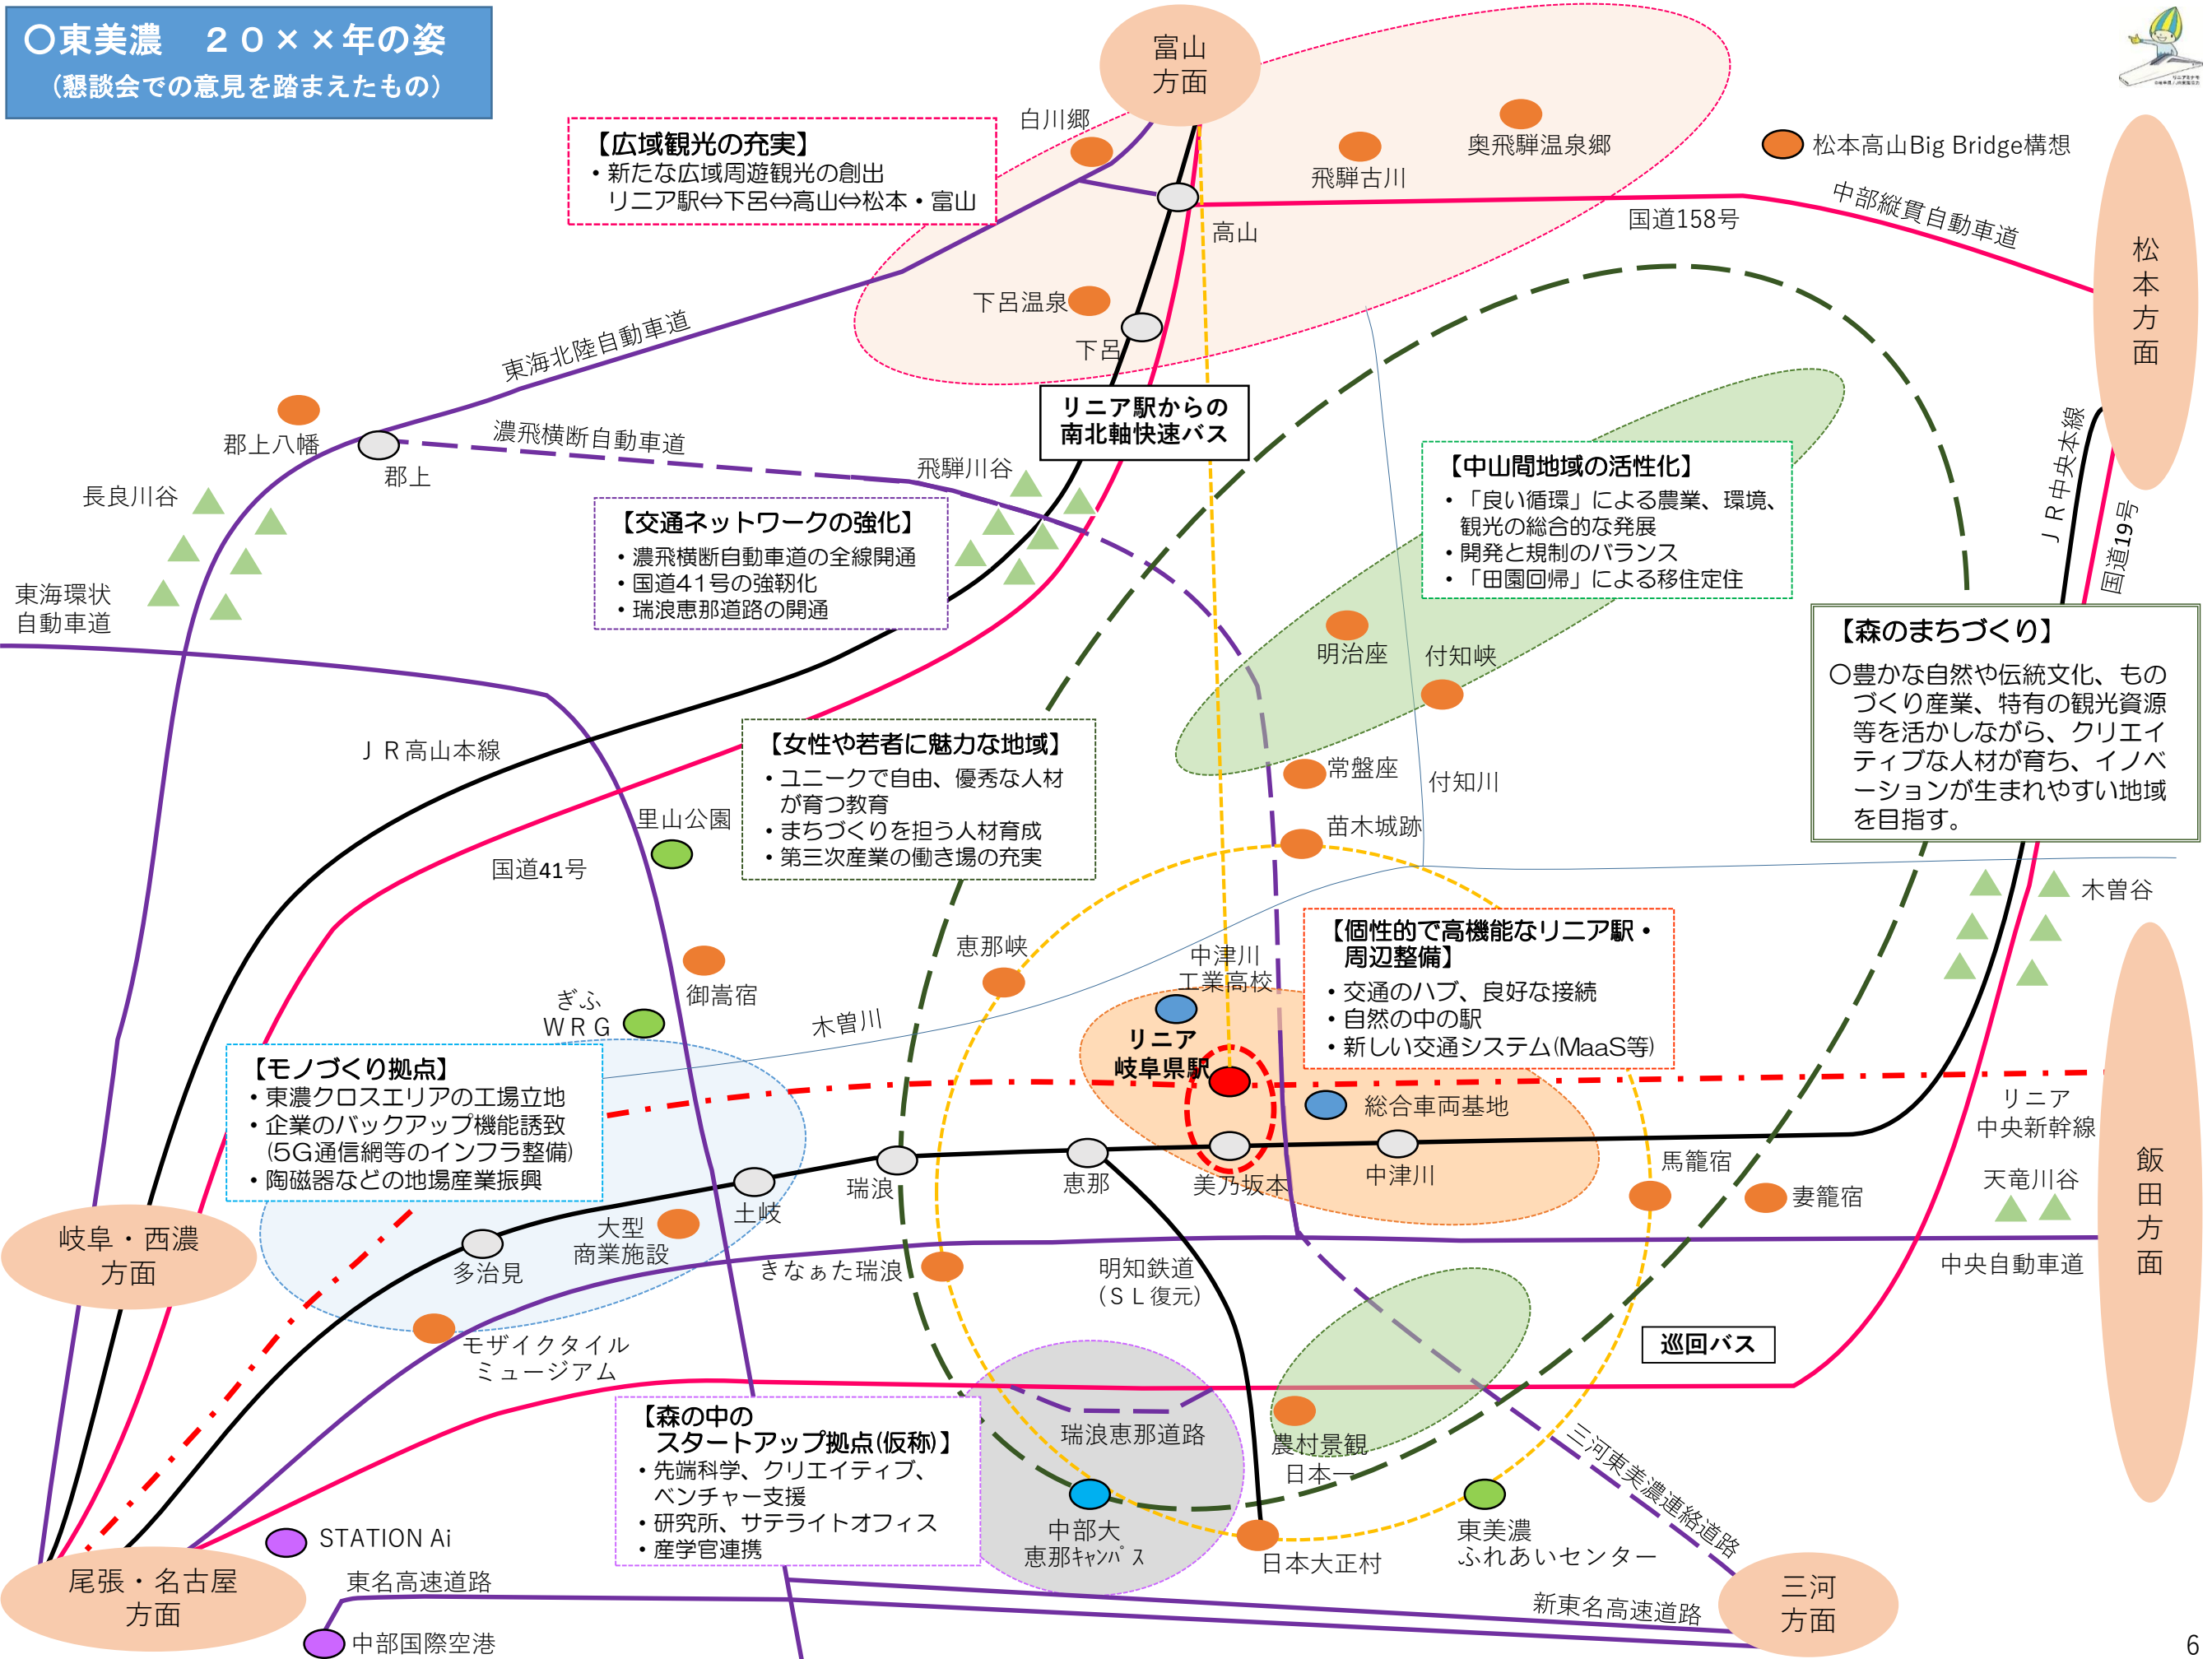 〇東美濃　２０××年の姿
（懇談会での意見を踏まえたもの）
富山
方面
白川郷
【広域観光の充実】
・新たな広域周遊観光の創出
リニア駅⇔下呂⇔高山⇔松本・富山
飛騨古川
奥飛騨温泉郷
松本高山Big Bridge構想
中部縦貫自動車道
国道158号
高山
松本方面
下呂温泉
下呂
東海北陸自動車道
リニア駅からの
南北軸快速バス
郡上八幡
郡上
濃飛横断自動車道
飛騨川谷
長良川谷
【交通ネットワークの強化】
・濃飛横断自動車道の全線開通
・国道41号の強靭化
・瑞浪恵那道路の開通
【中山間地域の活性化】
・「良い循環」による農業、環境、
観光の総合的な発展
・開発と規制のバランス
・「田園回帰」による移住定住
ＪＲ中央本線
国道19号
東海環状
自動車道
明治座
付知峡
【森のまちづくり】
〇豊かな自然や伝統文化、もの
づくり産業、特有の観光資源
等を活かしながら、クリエイ
ティブな人材が育ち、イノベ
ーションが生まれやすい地域
を目指す。
ＪＲ高山本線
【女性や若者に魅力な地域】
・ユニークで自由、優秀な人材
が育つ教育
・まちづくりを担う人材育成
・第三次産業の働き場の充実
常盤座
付知川
里山公園
国道41号
苗木城跡
木曽谷
恵那峡
中津川
工業高校
【個性的で高機能なリニア駅・
周辺整備】
・交通のハブ、良好な接続
・自然の中の駅
・新しい交通システム(MaaS等)
御嵩宿
ぎふ
ＷＲＧ
木曽川
リニア
岐阜県駅
総合車両基地
リニア
中央新幹線
【モノづくり拠点】
・東濃クロスエリアの工場立地
・企業のバックアップ機能誘致
(5G通信網等のインフラ整備)
・陶磁器などの地場産業振興
瑞浪
恵那
美乃坂本
中津川
馬籠宿
妻籠宿
天竜川谷
飯田方面
土岐
大型
商業施設
多治見
岐阜・西濃
方面
きなぁた瑞浪
明知鉄道
（ＳＬ復元）
中央自動車道
モザイクタイル
ミュージアム
巡回バス
【森の中の
スタートアップ拠点(仮称)】
・先端科学、クリエイティブ、
ベンチャー支援
・研究所、サテライトオフィス
・産学官連携
瑞浪恵那道路
農村景観
日本一
三河東美濃連絡道路
中部大
恵那ｷｬﾝﾊﾟｽ
日本大正村
東美濃
ふれあいセンター
STATION Ai
尾張・名古屋
方面
東名高速道路
新東名高速道路
三河
方面
中部国際空港
6